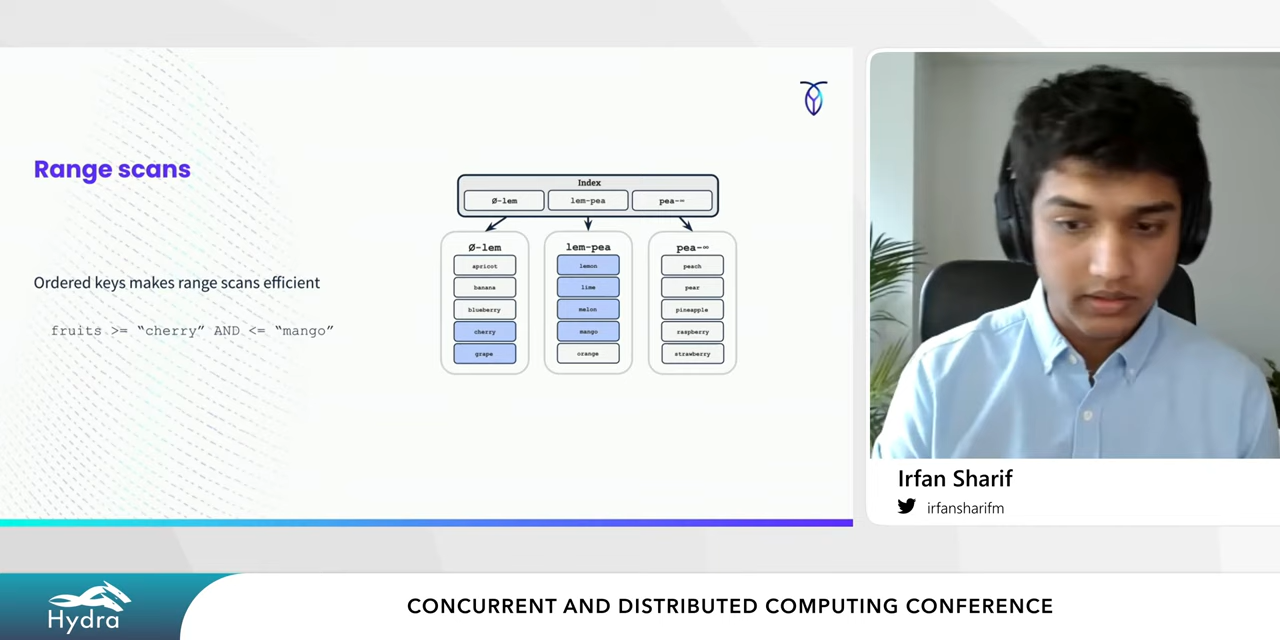 Range scans
Ordered keys makes range scans efficient
fruits >= “cherry” AND <= “mango”
Index
Ø-lem
lem-pea
pea-∞
Ø-lem
apricot
banana
blueberry
cherry
grape
lem-pea
lemon
lime
melon
mango
orange
pea-∞
peach
pear
pineapple
raspberry
strawberry
Irfan Sharif
irfansharifm
Hydra
CONCURRENT AND DISTRIBUTED COMPUTING CONFERENCE